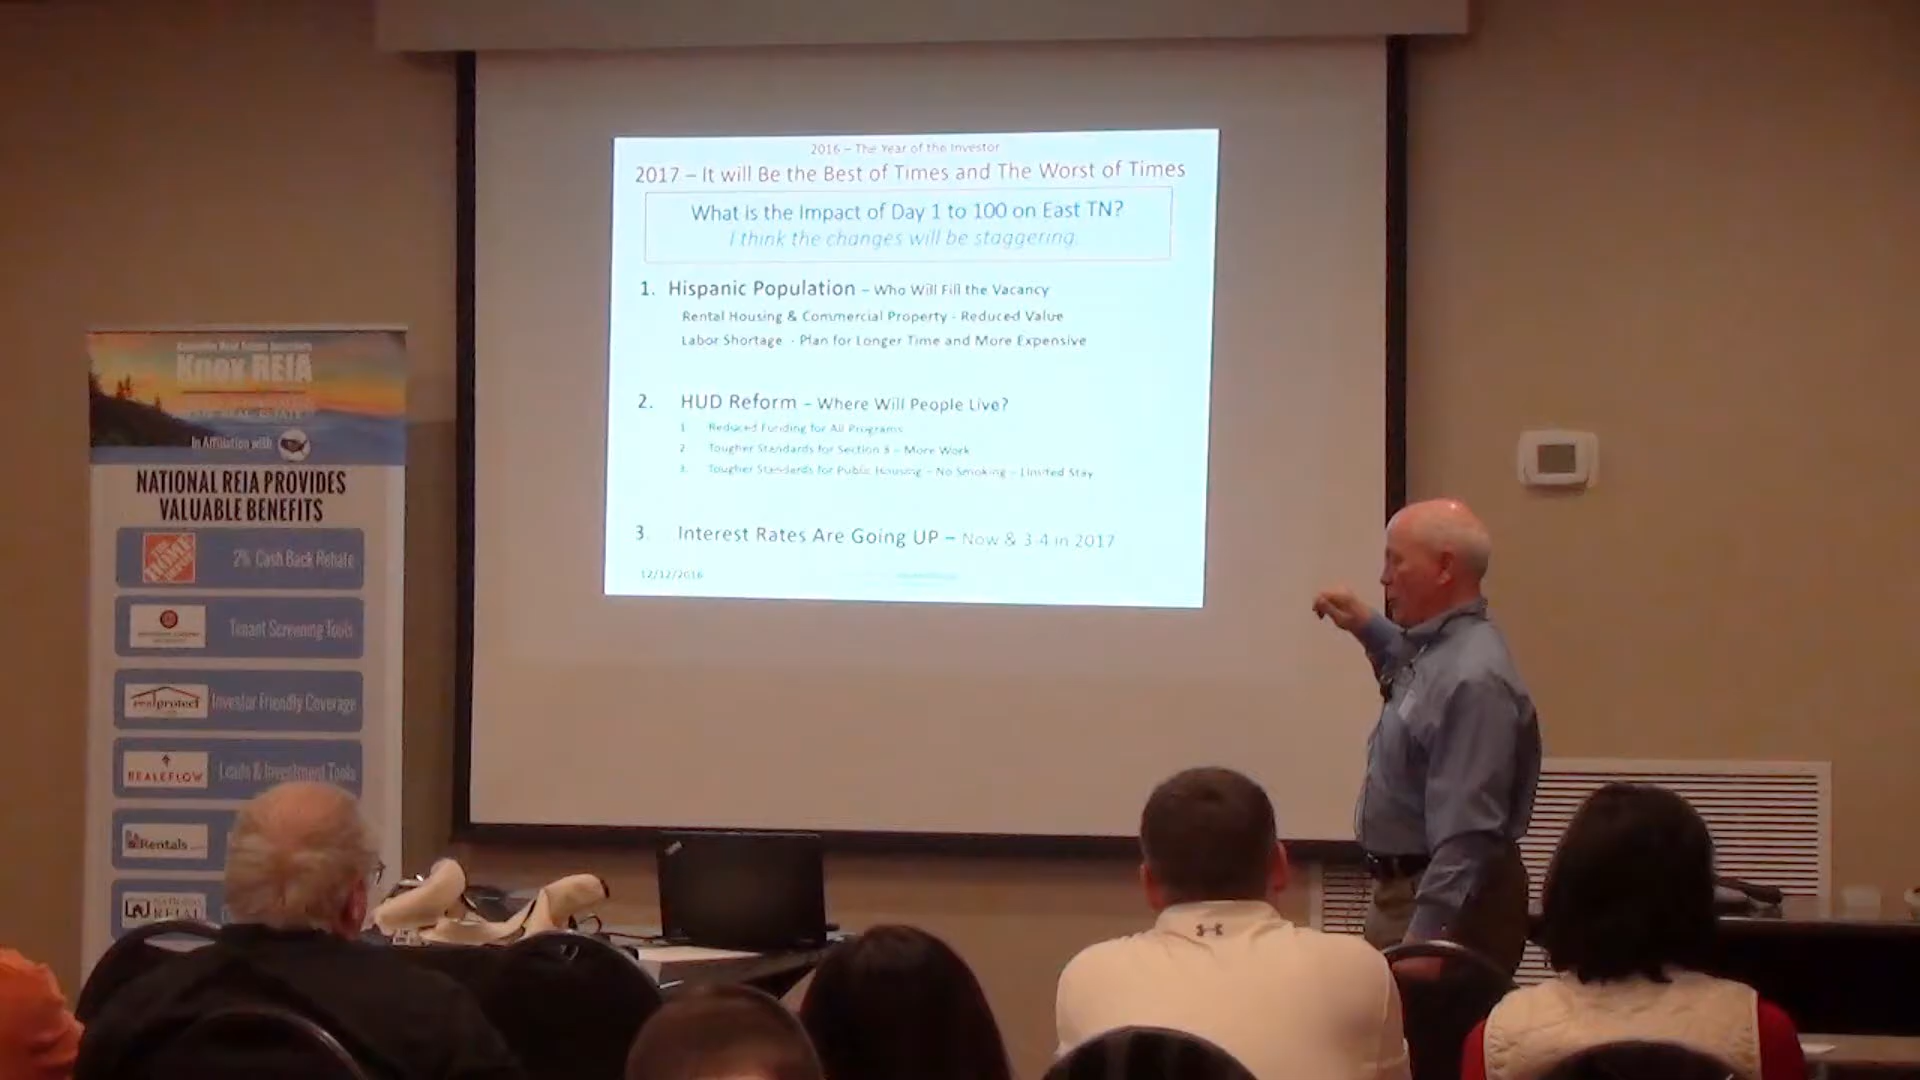 2016 – The Year of the Investor
2017 – It will Be the Best of Times and The Worst of Times
What is the Impact of Day 1 to 100 on East TN?
I think the changes will be staggering.
1. Hispanic Population – Who Will Fill the Vacancy
Rental Housing & Commercial Property - Reduced Value
Labor Shortage - Plan for Longer Time and More Expensive
2. HUD Reform – Where Will People Live?
1. Reduced Funding for All Programs
2. Tougher Standards for Section 8 – More Work
3. Tougher Standards for Public Housing – No Smoking – Limited Stay
3. Interest Rates Are Going UP – Now & 3-4 in 2017
12/12/2016
Knox REIA
In Affiliation with
NATIONAL REIA PROVIDES
VALUABLE BENEFITS
THE HOME DEPOT
2% Cash Back Rebate
Tenant Screening Tools
realprotect
Investor Friendly Coverage
REALEFLOW
Leads & Investment Tools
Rentals
NATIONAL
REIA